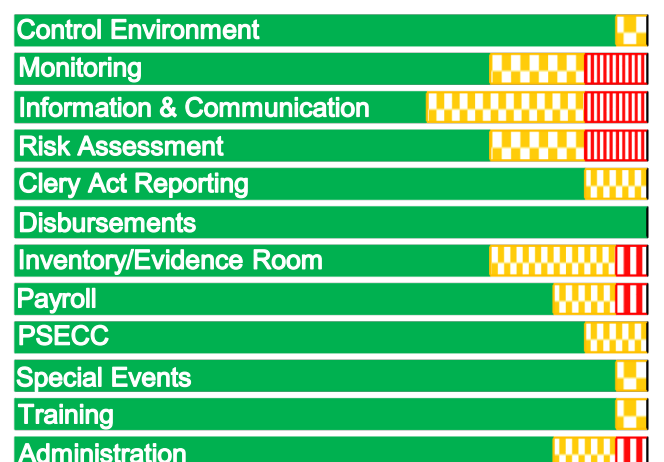 Control Environment
Monitoring
Information & Communication
Risk Assessment
Clery Act Reporting
Disbursements
Inventory/Evidence Room
Payroll
PSECC
Special Events
Training
Administration